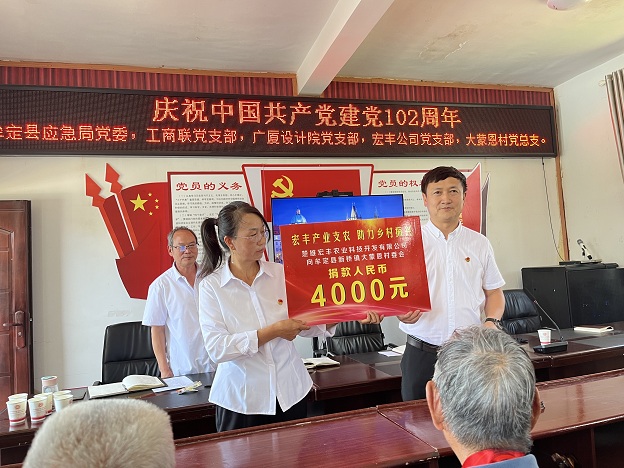 庆祝中国共产党建党102周年
牟定县应急局党委。工商联党支部，广厦设计院党支部，宏丰公司党支部，大蒙恩村党总支。
党员的义务
党员的权
宏丰产业支农 助力乡村
楚雄宏丰农业科技开发有限公司
向牟定县新桥镇大蒙恩村委会
捐款人民币
4000元